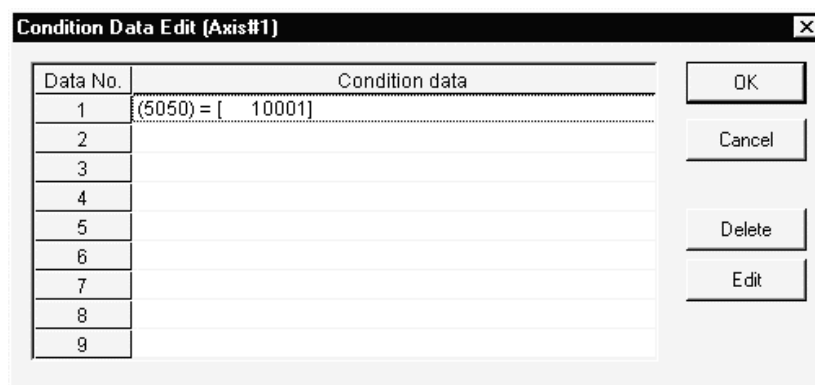 Condition Data Edit (Axis#1)
Data No. Condition data
1 (5050) = [     10001]
2
3
4
5
6
7
8
9
OK
Cancel
Delete
Edit